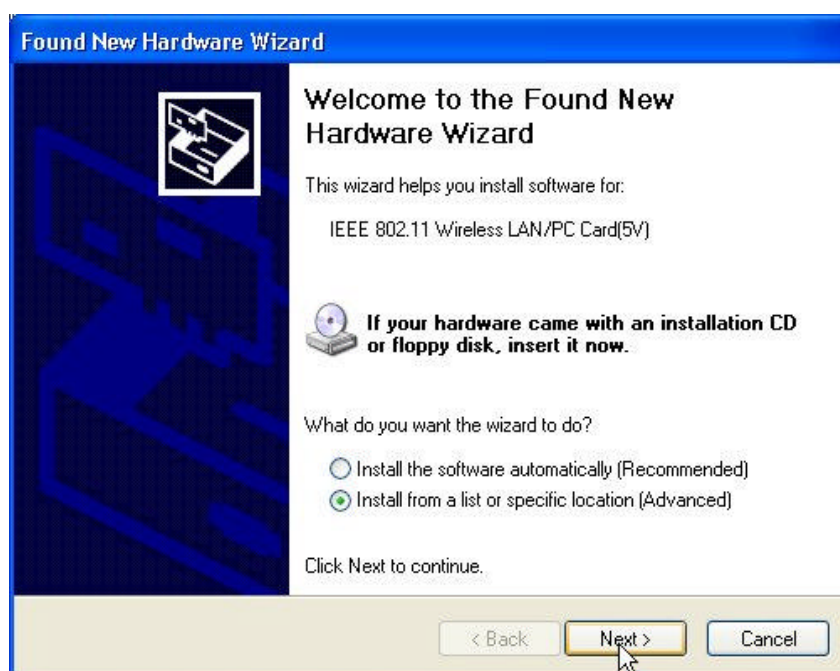 Found New Hardware Wizard
Welcome to the Found New
Hardware Wizard
This wizard helps you install software for:
IEEE 802.11 Wireless LAN/PC Card(5V)
If your hardware came with an installation CD
or floppy disk, insert it now.
What do you want the wizard to do?
Install the software automatically (Recommended)
Install from a list or specific location (Advanced)
Click Next to continue.
< Back
Next >
Cancel